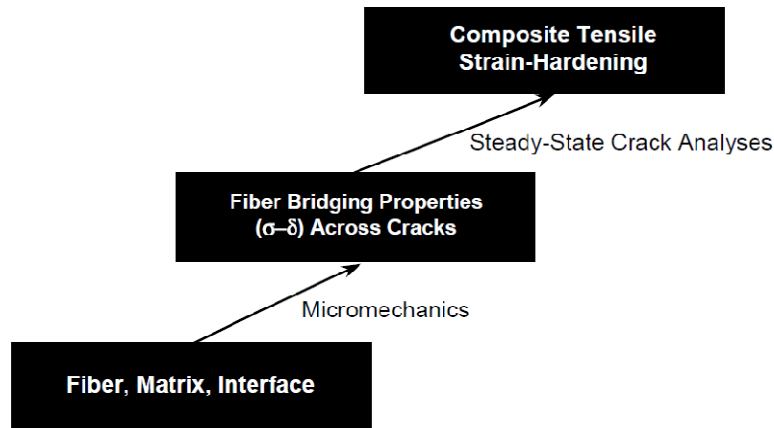 Composite Tensile
Strain-Hardening
Steady-State Crack Analyses
Fiber Bridging Properties
(σ–δ) Across Cracks
Micromechanics
Fiber, Matrix, Interface